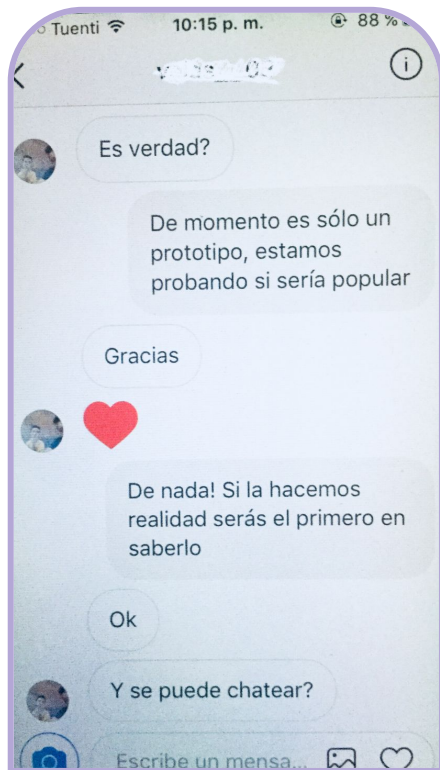 Tuenti 10:15 p. m. 88 %
Es verdad?
De momento es sólo un
prototipo, estamos
probando si sería popular
Gracias
De nada! Si la hacemos
realidad serás el primero en
saberlo
Ok
Y se puede chatear?
Escribe un mensa...